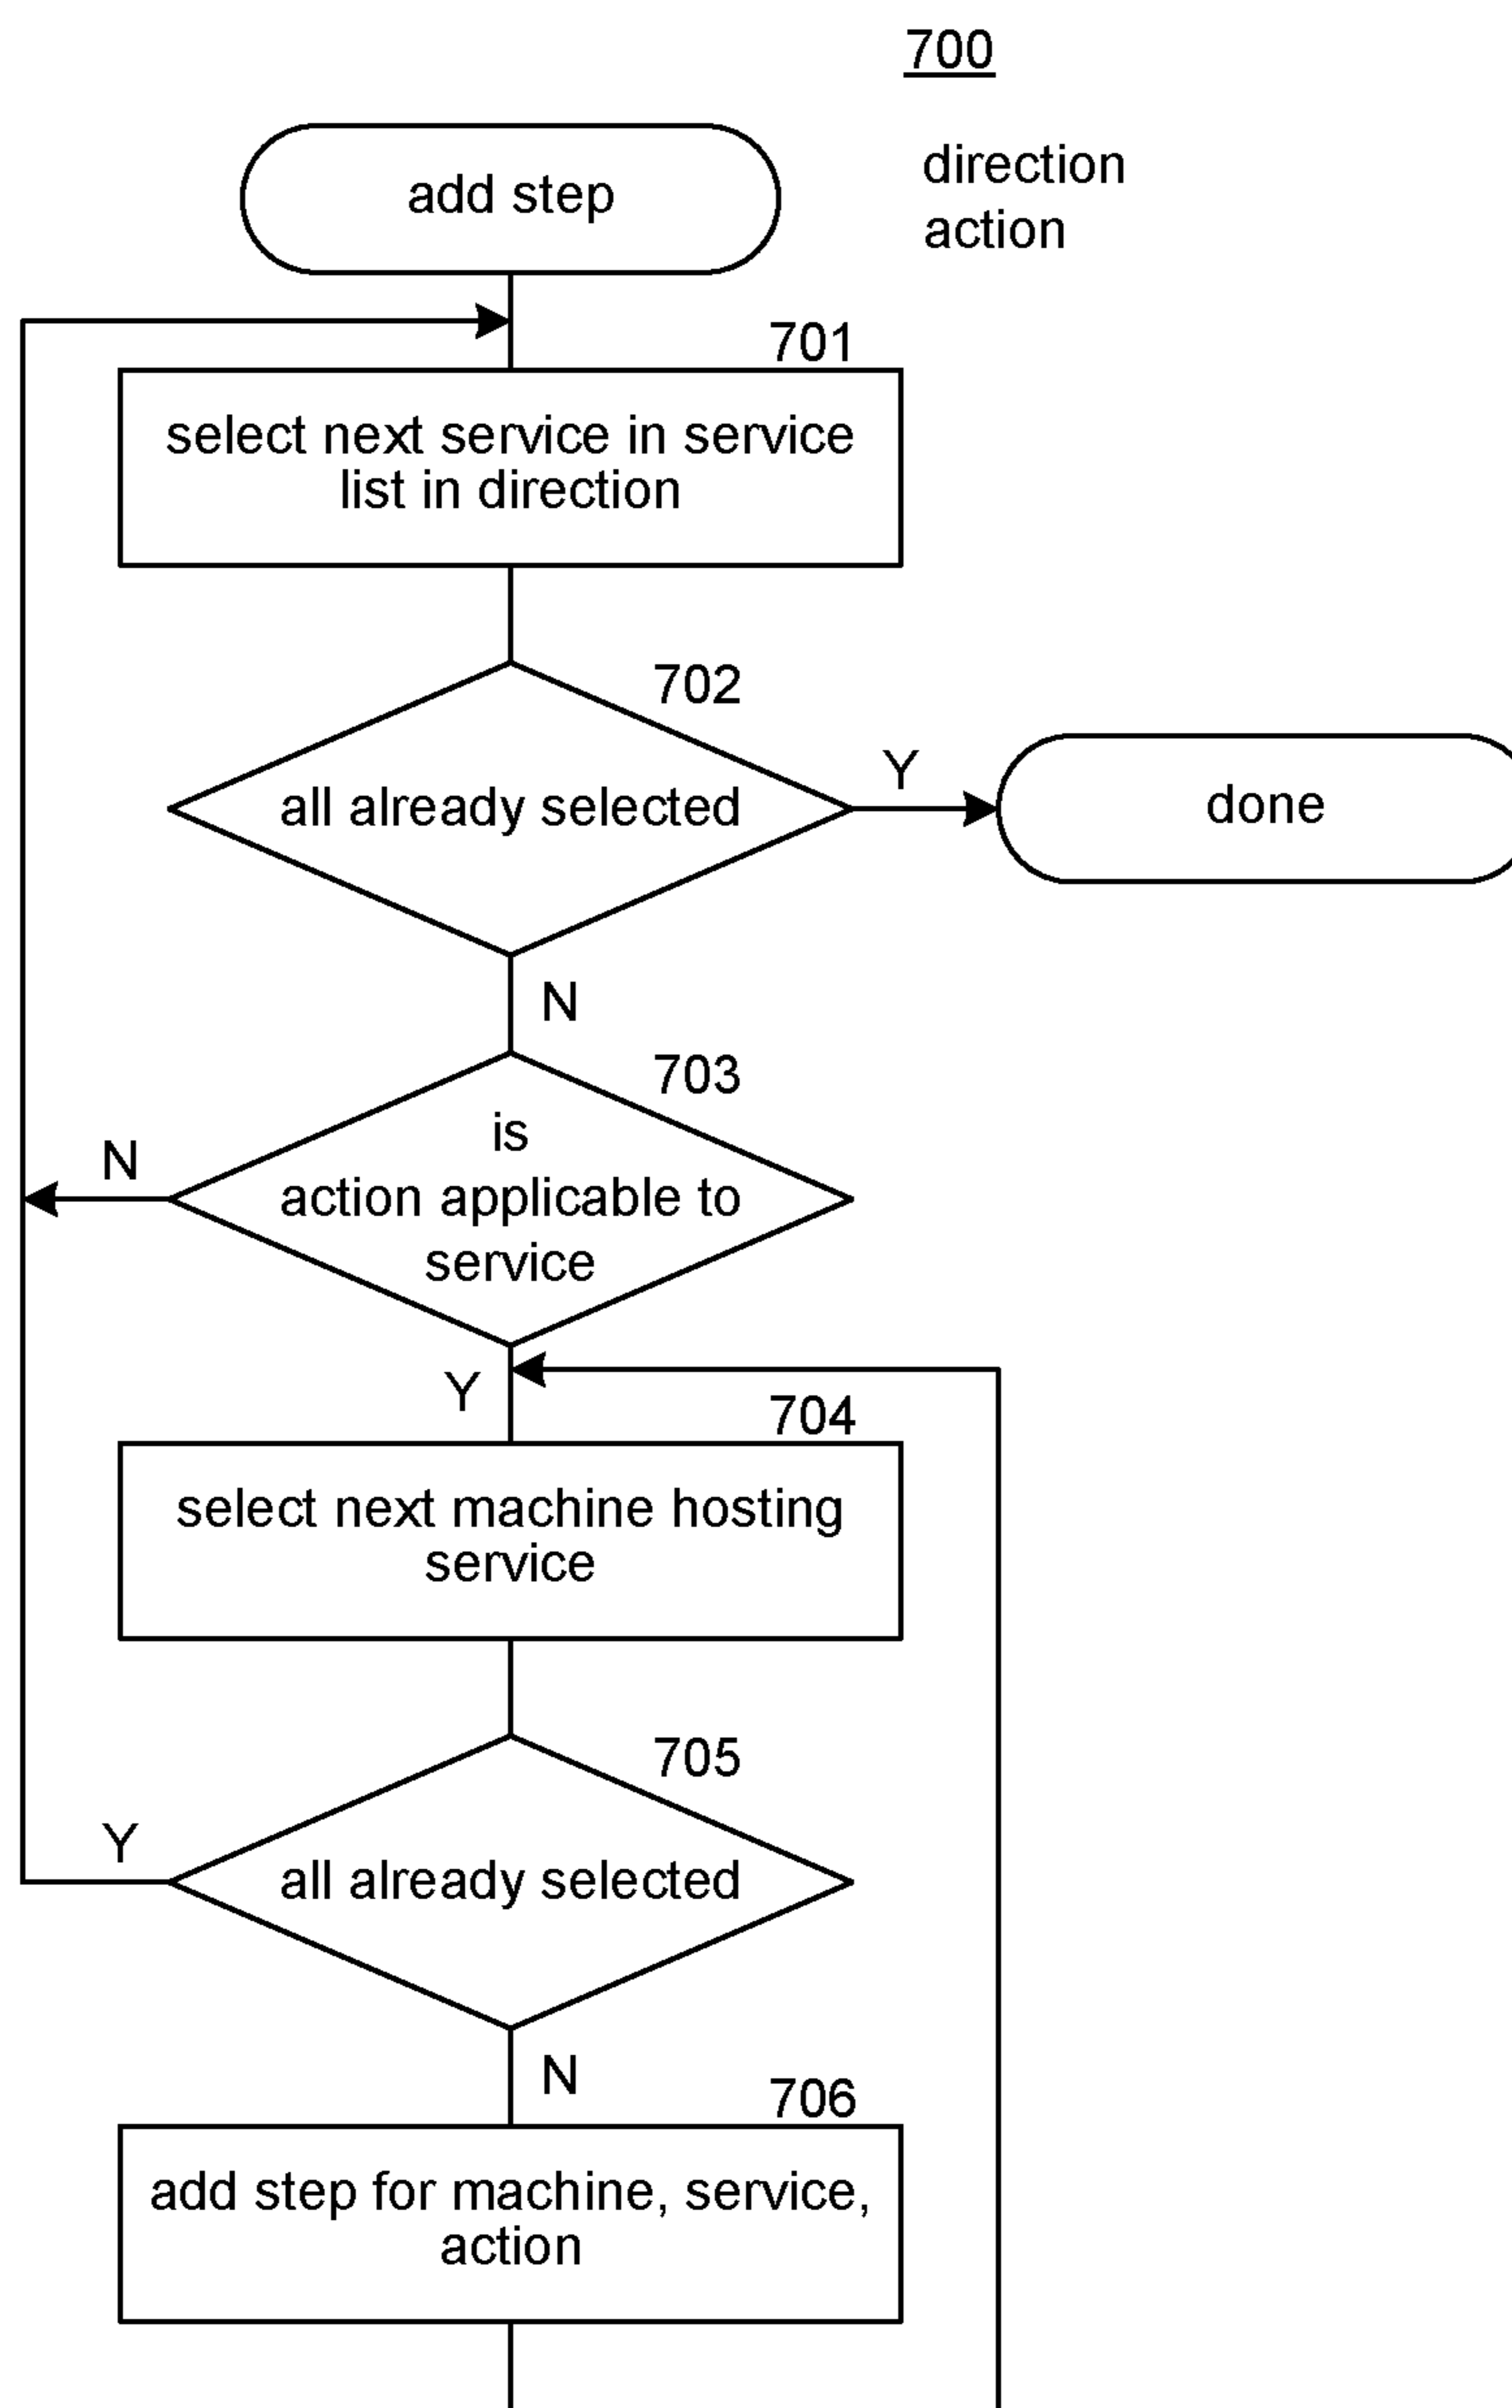 700
direction
action
add step
701
select next service in service
list in direction
702
all already selected
Y
done
N
703
is
action applicable to
service
N
Y
704
select next machine hosting
service
705
all already selected
Y
N
706
add step for machine, service,
action